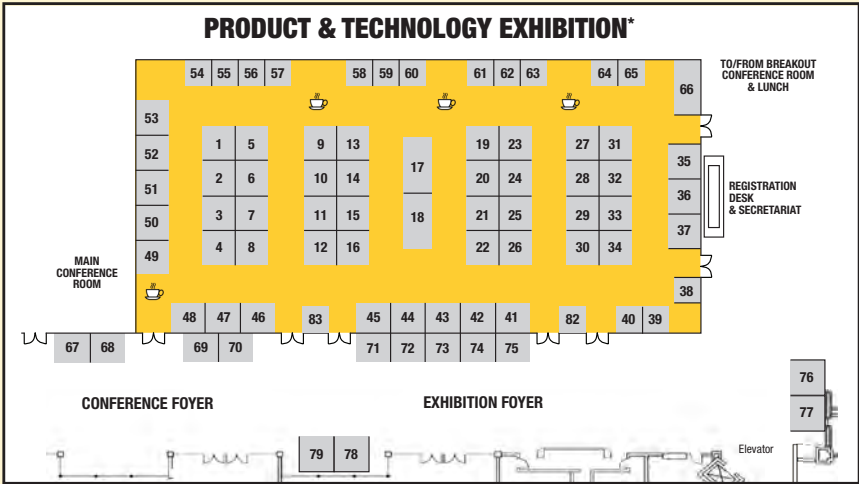 PRODUCT & TECHNOLOGY EXHIBITION*
54 55 56 57 58 59 60 61 62 63 64 65
66
TO/FROM BREAKOUT
CONFERENCE ROOM
& LUNCH
53
52
51
50
49
1 5
2 6
3 7
4 8
9 13
10 14
11 15
12 16
17
18
19 23
20 24
21 25
22 26
27 31
28 32
29 33
30 34
35
36
37
38
REGISTRATION
DESK
& SECRETARIAT
MAIN
CONFERENCE
ROOM
48 47 46 83 45 44 43 42 41 82 40 39
67 68 69 70 71 72 73 74 75
76
77
CONFERENCE FOYER
EXHIBITION FOYER
79 78
Elevator